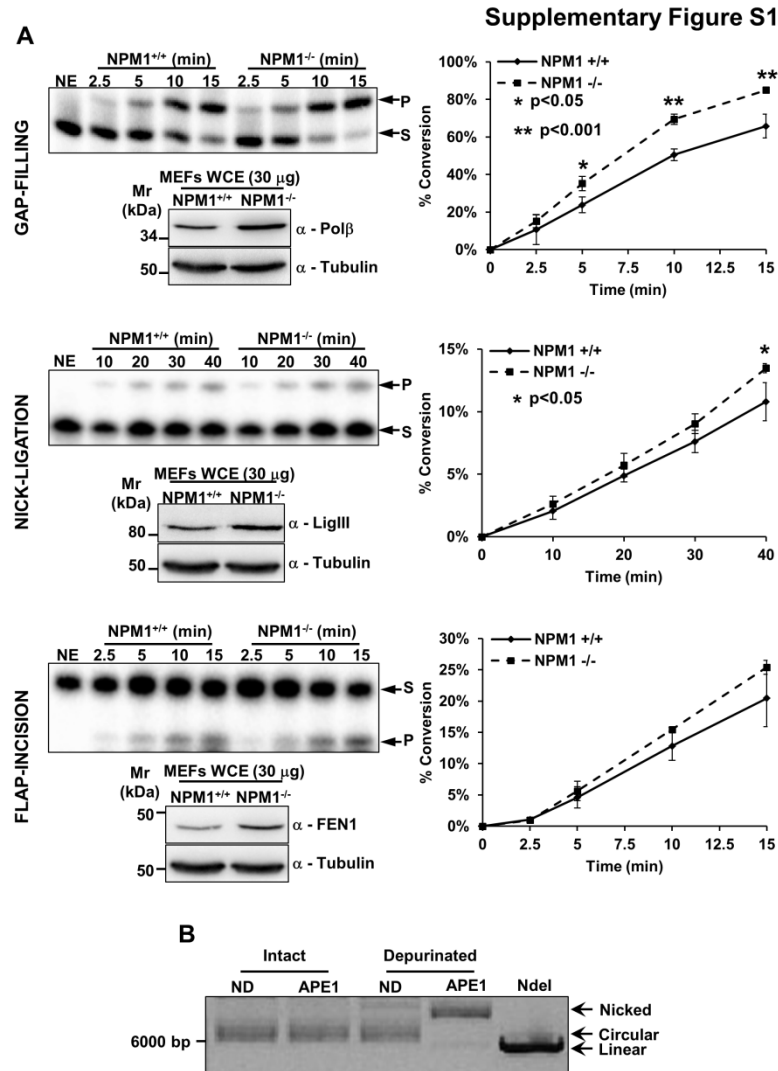 Supplementary Figure S1
A
GAP-FILLING
NPM1+/+ (min) NPM1-/- (min)
NE 2.5 5 10 15 2.5 5 10 15
P
S
MEFs WCE (30 µg)
Mr (kDa)
NPM1+/+ NPM1-/-
34
α - Polβ
50
α - Tubulin
100%
80%
60%
40%
20%
0%
% Conversion
NPM1 +/+
NPM1 -/-
* p<0.05
** p<0.001
* ** **
0 2.5 5 7.5 10 12.5 15
Time (min)
NICK-LIGATION
NPM1+/+ (min) NPM1-/- (min)
NE 10 20 30 40 10 20 30 40
P
S
MEFs WCE (30 µg)
Mr (kDa)
NPM1+/+ NPM1-/-
80
α - LigIII
50
α - Tubulin
15%
10%
5%
0%
% Conversion
NPM1 +/+
NPM1 -/-
* p<0.05
*
0 10 20 30 40
Time (min)
FLAP-INCISION
NPM1+/+ (min) NPM1-/- (min)
NE 2.5 5 10 15 2.5 5 10 15
S
P
MEFs WCE (30 µg)
Mr (kDa)
NPM1+/+ NPM1-/-
50
α - FEN1
50
α - Tubulin
30%
25%
20%
15%
10%
5%
0%
% Conversion
NPM1 +/+
NPM1 -/-
0 2.5 5 7.5 10 12.5 15
Time (min)
B
Intact Depurinated
ND APE1 ND APE1 NdeI
6000 bp
Nicked
Circular
Linear